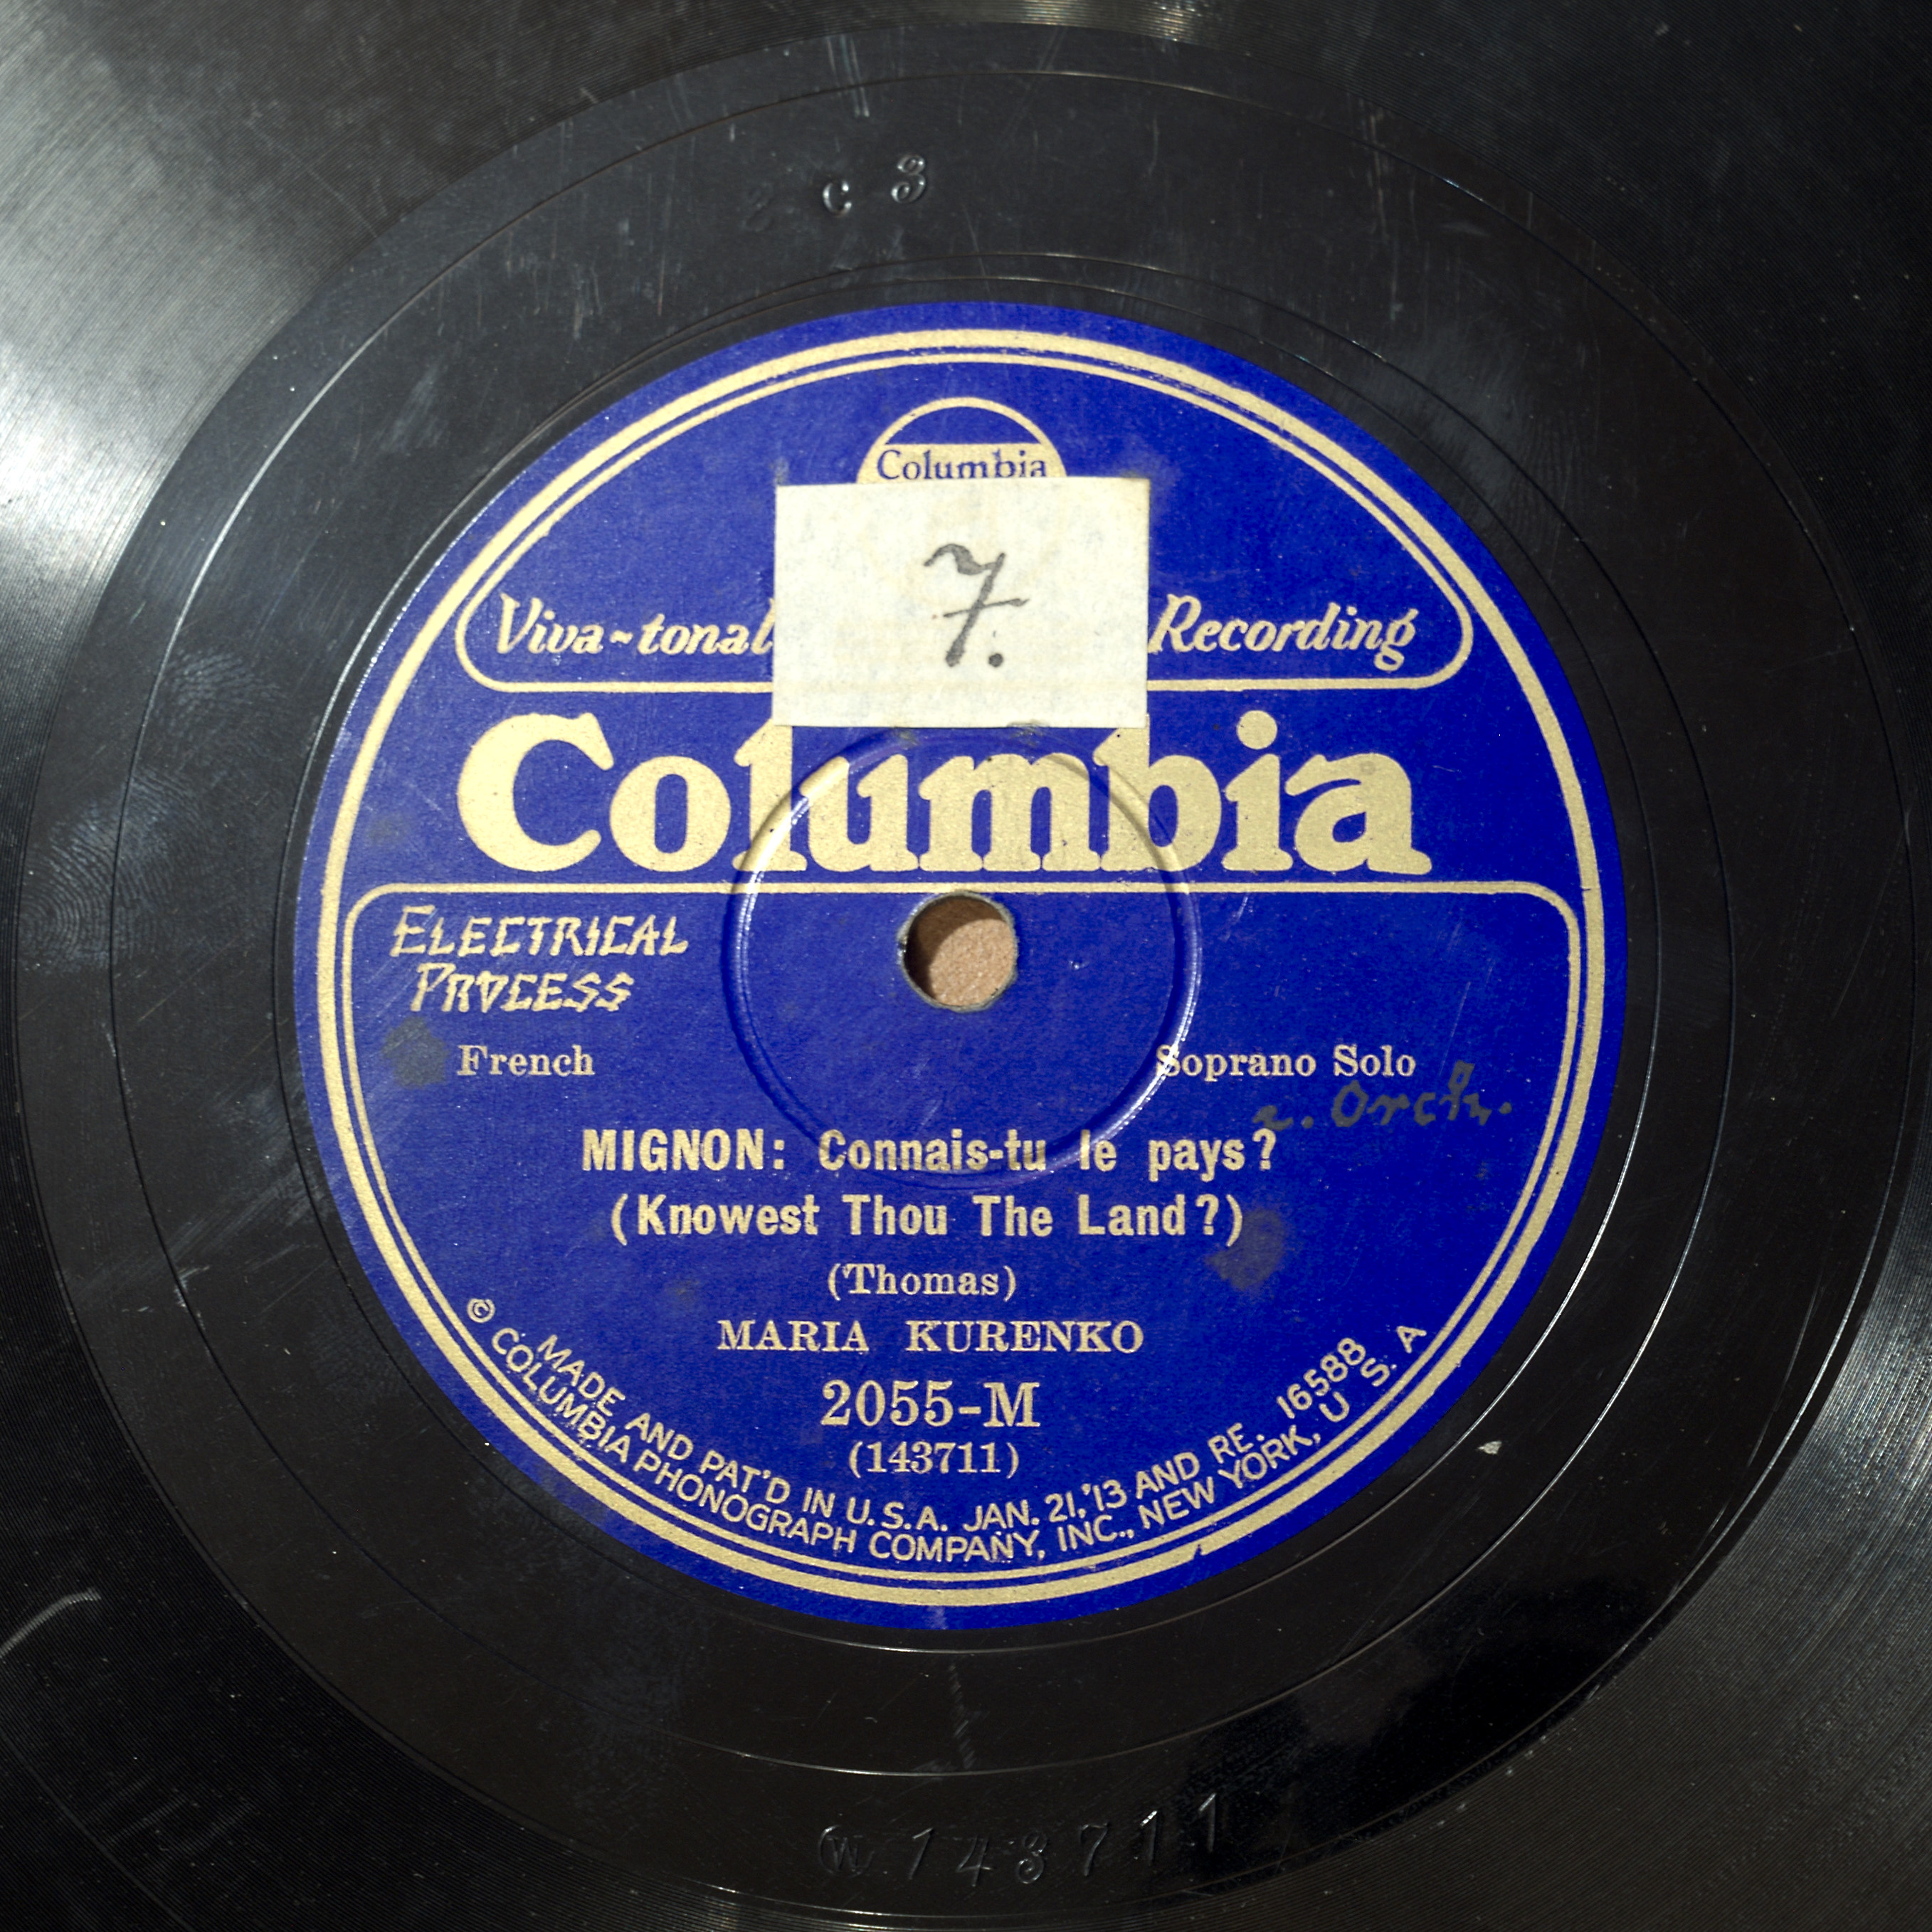 C 3
Columbia
7.
Viva-tonal Recording
Columbia
ELECTRICAL
PROCESS
French Soprano Solo
Orch.
MIGNON: Connais-tu le pays?
(Knowest Thou The Land?)
(Thomas)
MARIA KURENKO
2055-M
(143711)
MADE AND PAT'D IN U.S.A. JAN. 21,'13 AND RE. 16588
© COLUMBIA PHONOGRAPH COMPANY, INC., NEW YORK, U S. A
W 143711